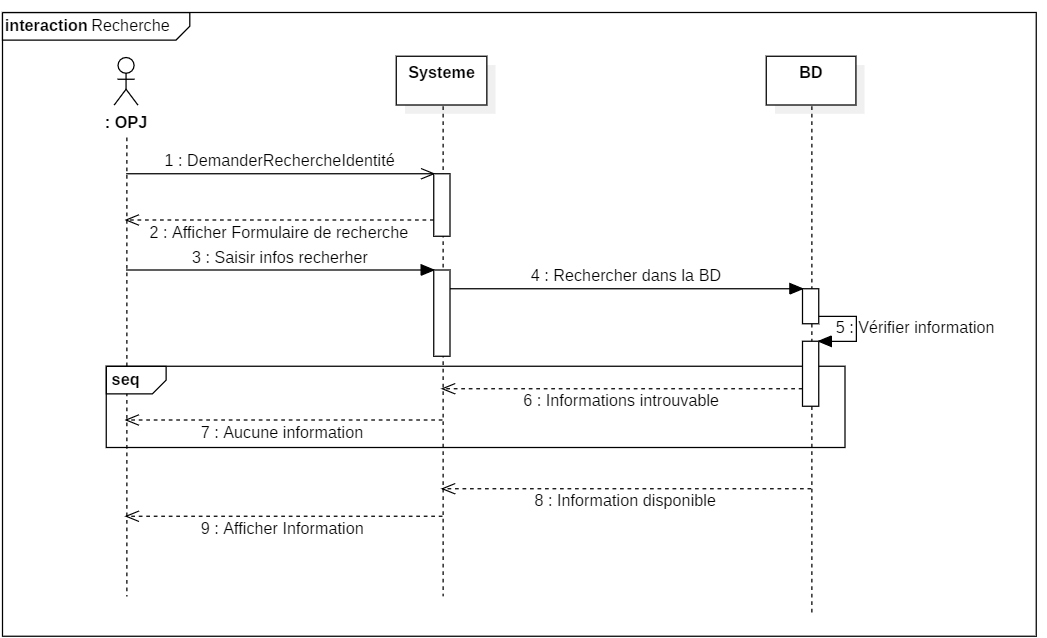 interaction Recherche
Systeme
BD
: OPJ
1 : DemanderRechercheIdentité
2 : Afficher Formulaire de recherche
3 : Saisir infos recherher
4 : Rechercher dans la BD
5 : Vérifier information
seq
6 : Informations introuvable
7 : Aucune information
8 : Information disponible
9 : Afficher Information